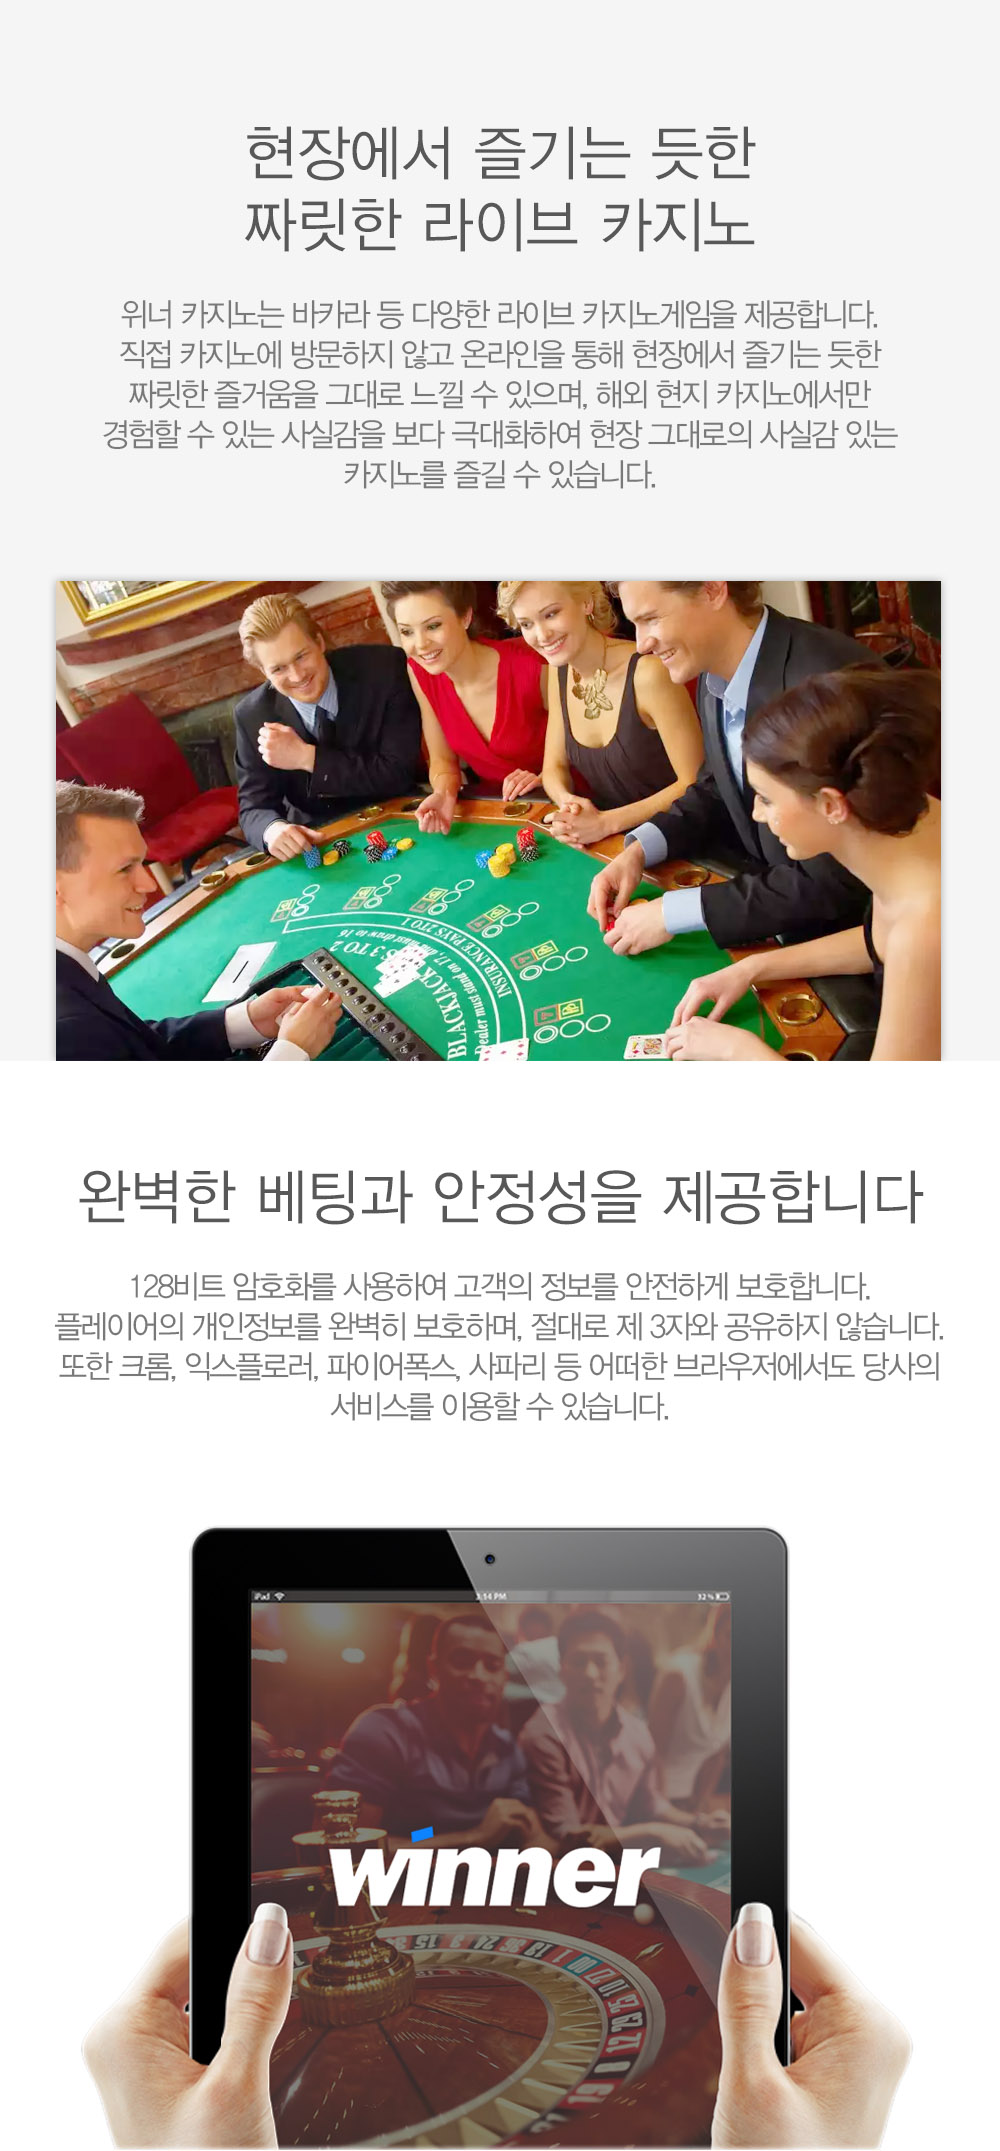 현장에서 즐기는 듯한
짜릿한 라이브 카지노
위너 카지노는 바카라 등 다양한 라이브 카지노게임을 제공합니다.
직접 카지노에 방문하지 않고 온라인을 통해 현장에서 즐기는 듯한
짜릿한 즐거움을 그대로 느낄 수 있으며, 해외 현지 카지노에서만
경험할 수 있는 사실감을 보다 극대화하여 현장 그대로의 사실감 있는
카지노를 즐길 수 있습니다.
INSURANCE PAYS 2 TO 1
Dealer must stand on 17, and must draw to 16
BLACKJACK S 3 TO 2
완벽한 베팅과 안정성을 제공합니다
128비트 암호화를 사용하여 고객의 정보를 안전하게 보호합니다.
플레이어의 개인정보를 완벽히 보호하며, 절대로 제 3자와 공유하지 않습니다.
또한 크롬, 익스플로러, 파이어폭스, 사파리 등 어떠한 브라우저에서도 당사의
서비스를 이용할 수 있습니다.
iPad
:14 PM
32%
winner